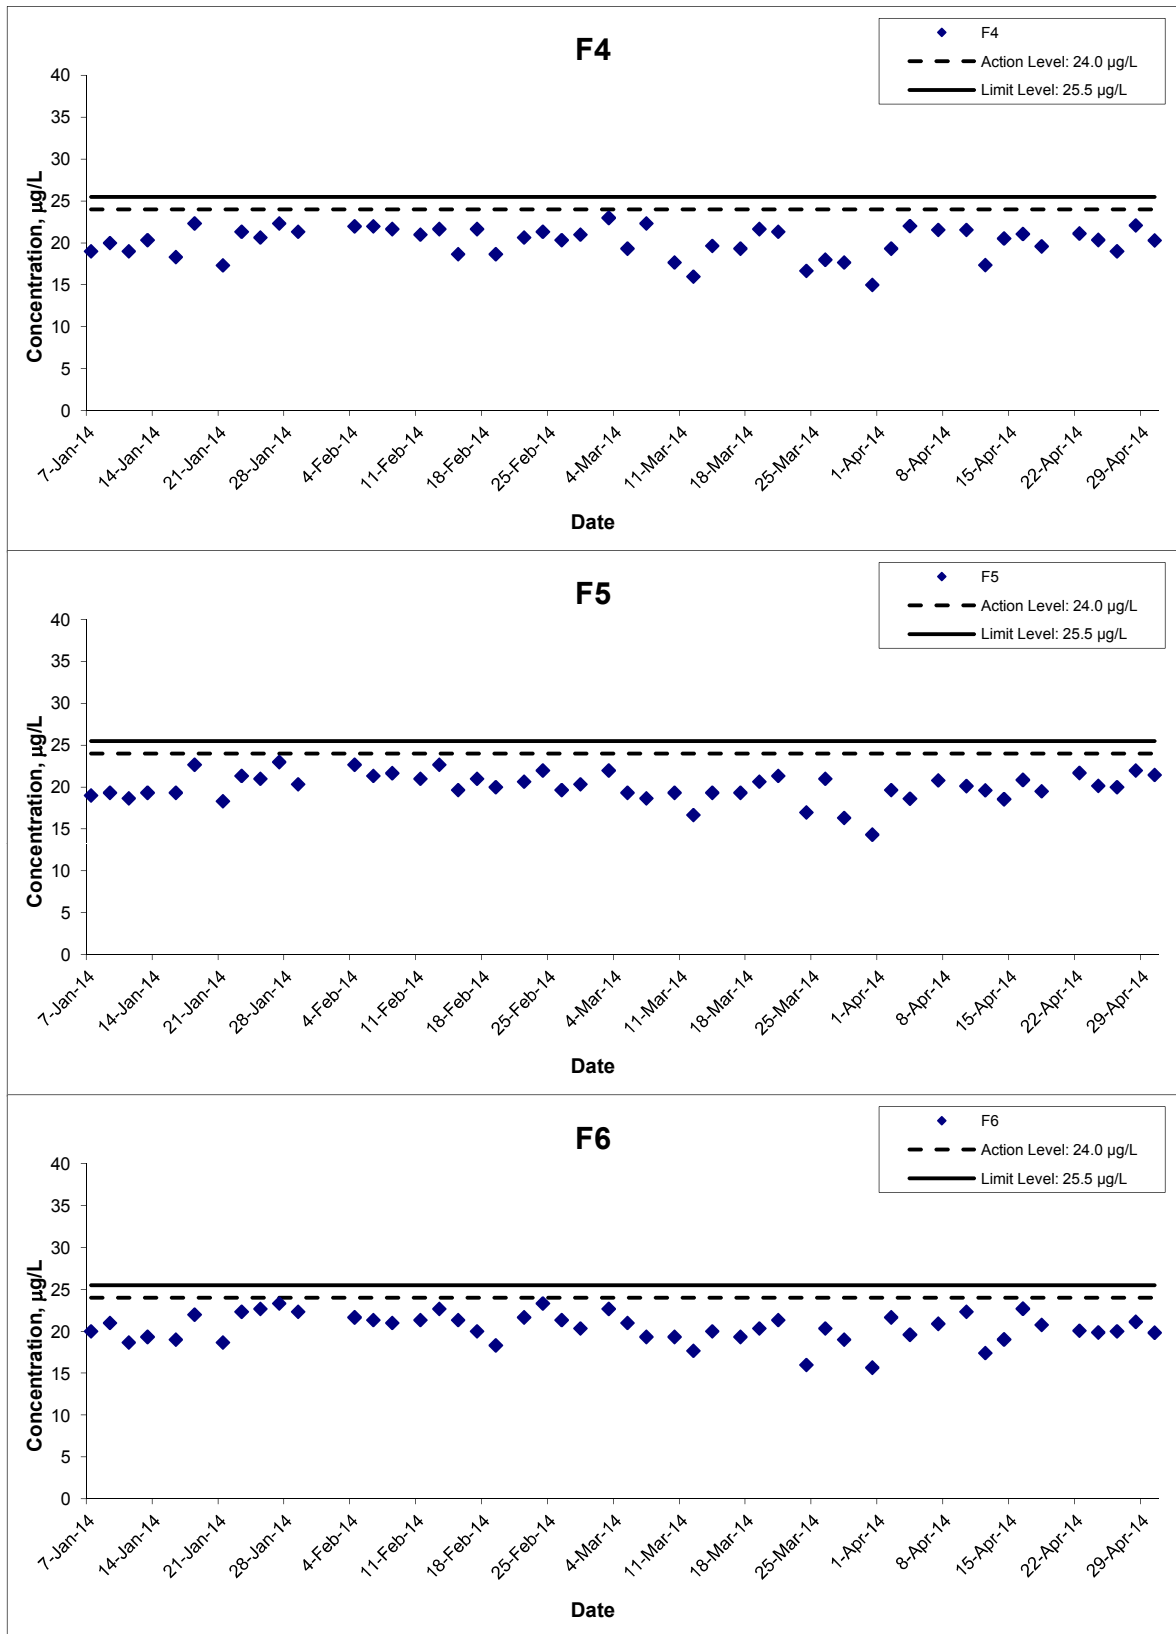 F4
F4
Action Level: 24.0 µg/L
Limit Level: 25.5 µg/L
Concentration, µg/L
40
35
30
25
20
15
10
5
0
7-Jan-14
14-Jan-14
21-Jan-14
28-Jan-14
4-Feb-14
11-Feb-14
18-Feb-14
25-Feb-14
4-Mar-14
11-Mar-14
18-Mar-14
25-Mar-14
1-Apr-14
8-Apr-14
15-Apr-14
22-Apr-14
29-Apr-14
Date
F5
F5
Action Level: 24.0 µg/L
Limit Level: 25.5 µg/L
Concentration, µg/L
40
35
30
25
20
15
10
5
0
7-Jan-14
14-Jan-14
21-Jan-14
28-Jan-14
4-Feb-14
11-Feb-14
18-Feb-14
25-Feb-14
4-Mar-14
11-Mar-14
18-Mar-14
25-Mar-14
1-Apr-14
8-Apr-14
15-Apr-14
22-Apr-14
29-Apr-14
Date
F6
F6
Action Level: 24.0 µg/L
Limit Level: 25.5 µg/L
Concentration, µg/L
40
35
30
25
20
15
10
5
0
7-Jan-14
14-Jan-14
21-Jan-14
28-Jan-14
4-Feb-14
11-Feb-14
18-Feb-14
25-Feb-14
4-Mar-14
11-Mar-14
18-Mar-14
25-Mar-14
1-Apr-14
8-Apr-14
15-Apr-14
22-Apr-14
29-Apr-14
Date